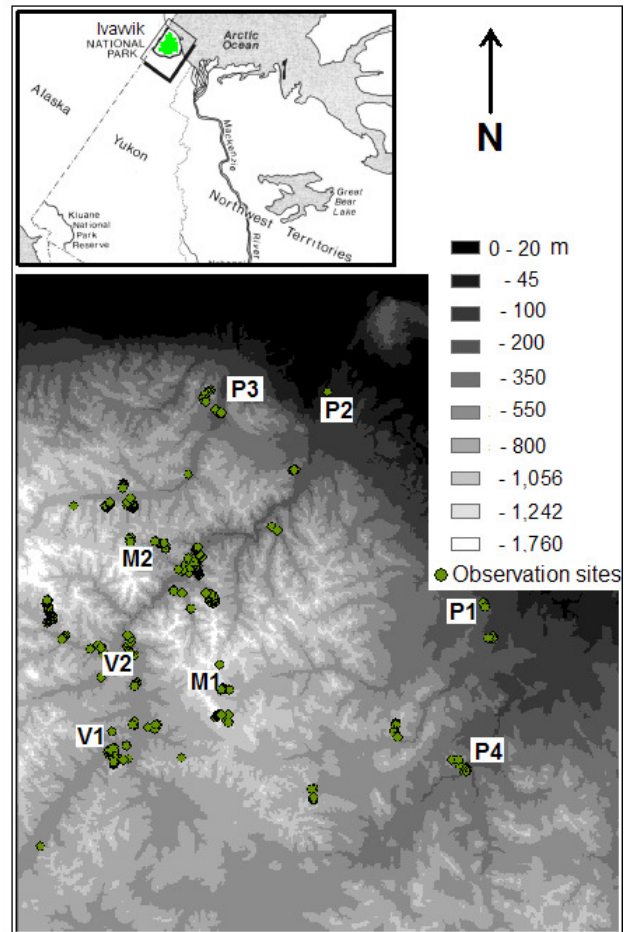 Ivavik
NATIONAL
PARK
Arctic
Ocean
Alaska
Yukon
Mackenzie
River
Great
Bear
Lake
Northwest
Territories
Kluane
National
Park
Reserve
N
0 - 20 m
- 45
- 100
- 200
- 350
- 550
- 800
- 1,056
- 1,242
- 1.760
Observation sites
P3
P2
M2
P1
V2
M1
V1
P4